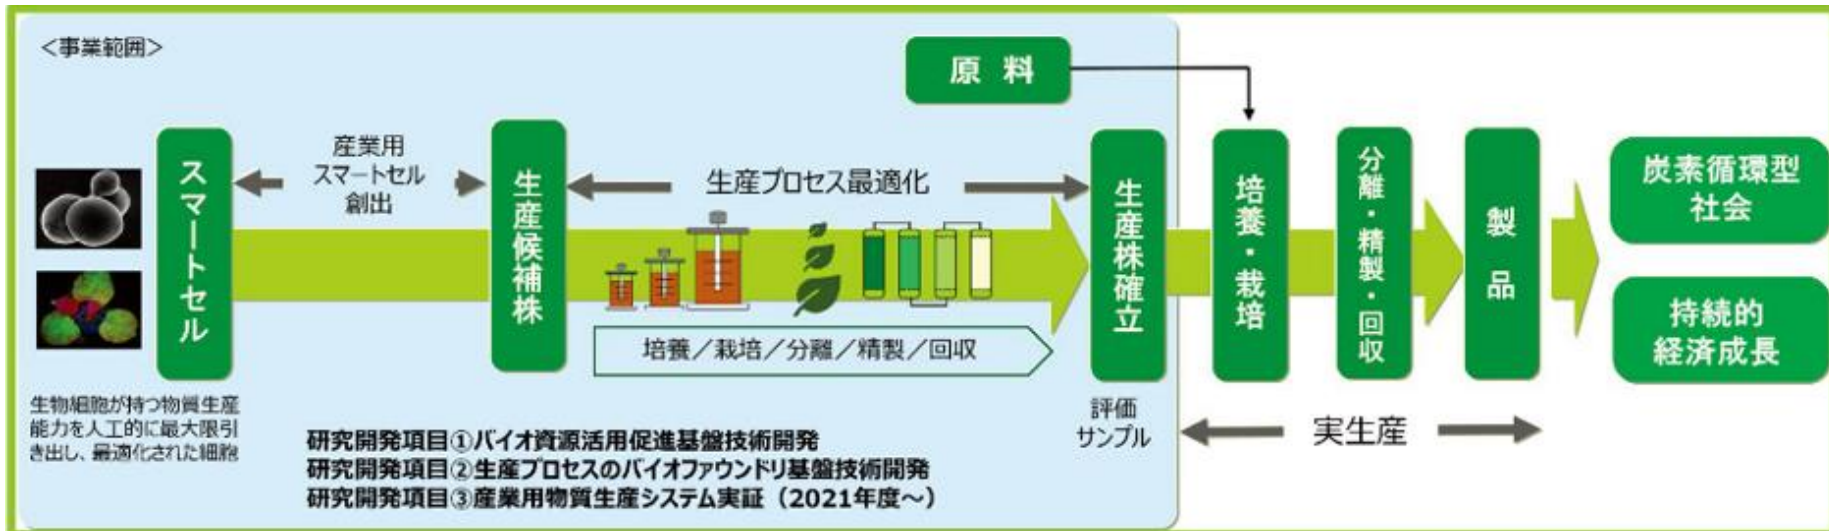 ＜事業範囲＞
原料
スマートセル
産業用
スマートセル
創出
生産候補株
生産プロセス最適化
培養／栽培／分離／精製／回収
生産株確立
培養・栽培
分離・精製・回収
製品
炭素循環型
社会
持続的
経済成長
生物細胞が持つ物質生産
能力を人工的に最大限引
き出し、最適化された細胞
評価
サンプル
実生産
研究開発項目①バイオ資源活用促進基盤技術開発
研究開発項目②生産プロセスのバイオファウンドリ基盤技術開発
研究開発項目③産業用物質生産システム実証（2021年度～）